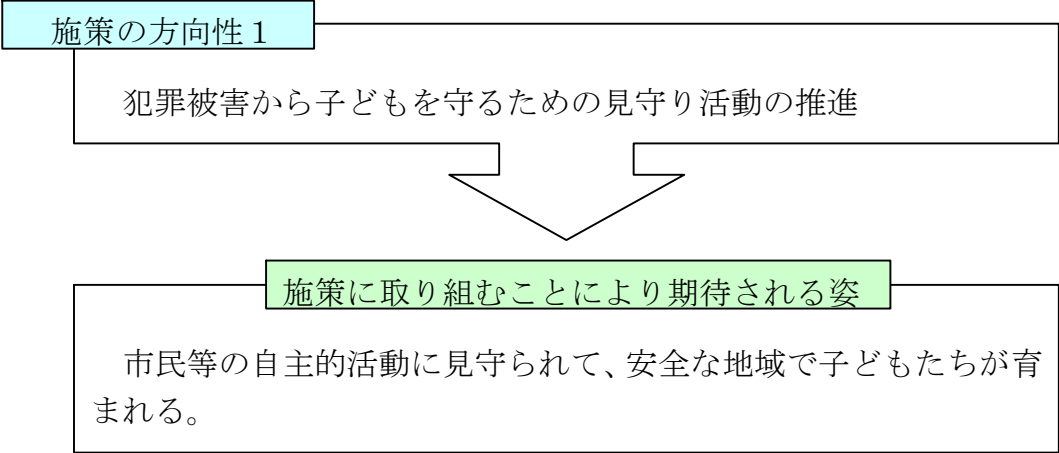 施策の方向性１
犯罪被害から子どもを守るための見守り活動の推進
施策に取り組むことにより期待される姿
市民等の自主的活動に見守られて、安全な地域で子どもたちが育
まれる。